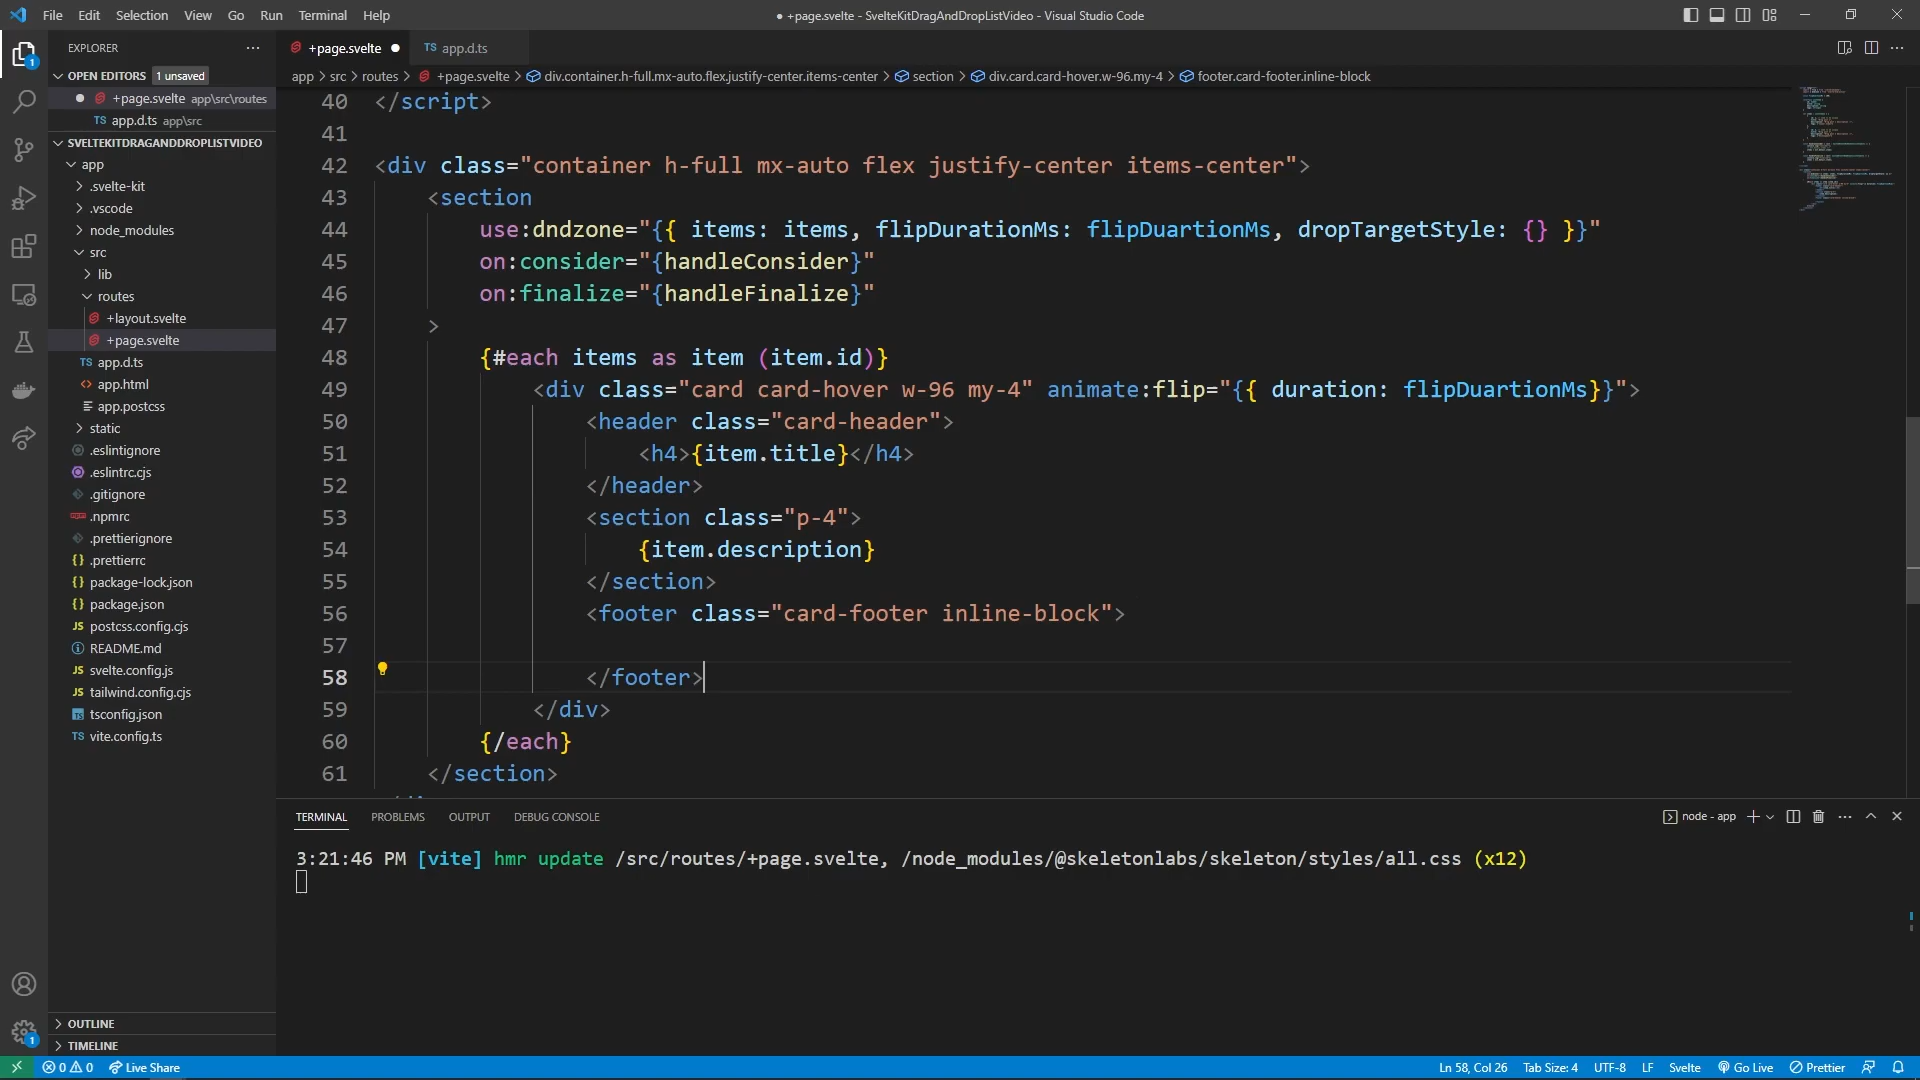 File Edit Selection View Go Run Terminal Help
● +page.svelte - SvelteKitDragAndDropListVideo - Visual Studio Code
EXPLORER
OPEN EDITORS 1 unsaved
+page.svelte app\src\routes
TS app.d.ts app\src
SVELTEKITDRAGANDDROPLISTVIDEO
app
.svelte-kit
.vscode
node_modules
src
lib
routes
+layout.svelte
+page.svelte
TS app.d.ts
app.html
app.postcss
static
.eslintignore
.eslintrc.cjs
.gitignore
.npmrc
.prettierignore
{} .prettierrc
{} package-lock.json
{} package.json
JS postcss.config.cjs
README.md
JS svelte.config.js
JS tailwind.config.cjs
tsconfig.json
TS vite.config.ts
OUTLINE
TIMELINE
+page.svelte ●
TS app.d.ts
app > src > routes > +page.svelte > div.container.h-full.mx-auto.flex.justify-center.items-center > section > div.card.card-hover.w-96.my-4 > footer.card-footer.inline-block
40 </script>
41
42 <div class="container h-full mx-auto flex justify-center items-center">
43 <section
44 use:dndzone="{{ items: items, flipDurationMs: flipDuartionMs, dropTargetStyle: {} }}"
45 on:consider="{handleConsider}"
46 on:finalize="{handleFinalize}"
47 >
48 {#each items as item (item.id)}
49 <div class="card card-hover w-96 my-4" animate:flip="{{ duration: flipDuartionMs}}">
50 <header class="card-header">
51 <h4>{item.title}</h4>
52 </header>
53 <section class="p-4">
54 {item.description}
55 </section>
56 <footer class="card-footer inline-block">
57
58 </footer>
59 </div>
60 {/each}
61 </section>
TERMINAL PROBLEMS OUTPUT DEBUG CONSOLE
node - app
3:21:46 PM [vite] hmr update /src/routes/+page.svelte, /node_modules/@skeletonlabs/skeleton/styles/all.css (x12)
1
1
0 0 Live Share
Ln 58, Col 26 Tab Size: 4 UTF-8 LF Svelte Go Live Prettier